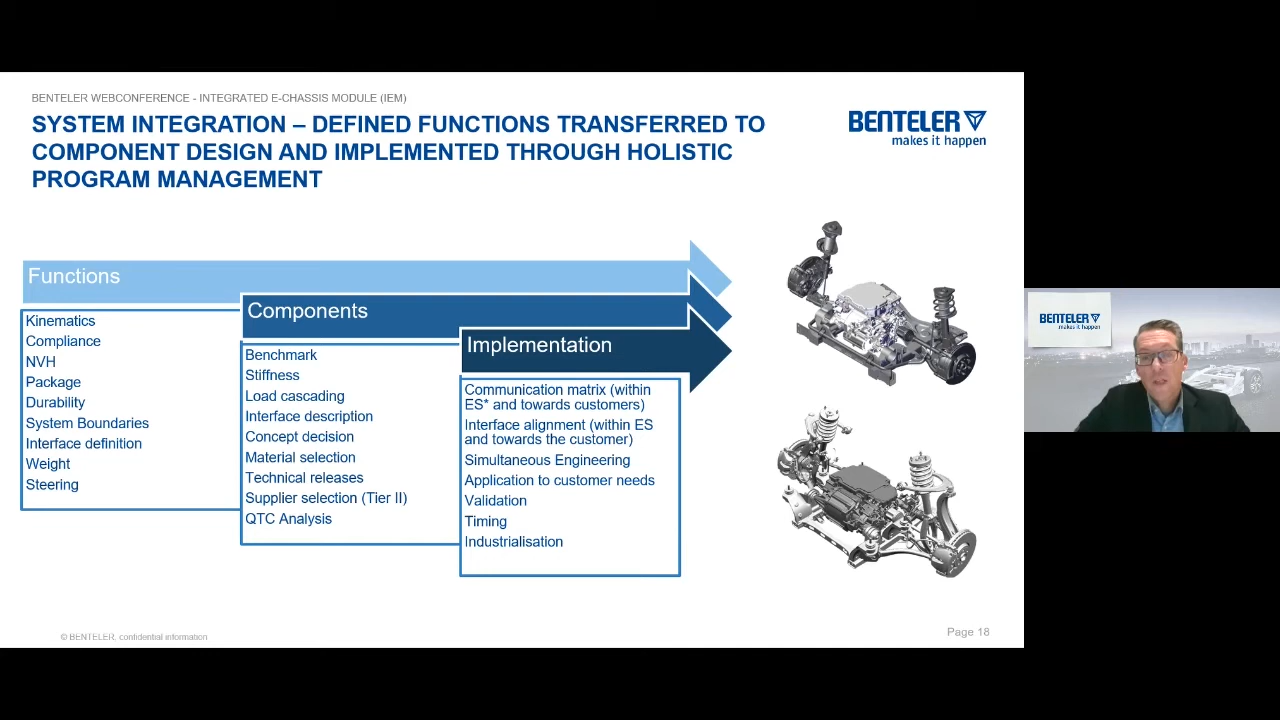 BENTELER WEBCONFERENCE - INTEGRATED E-CHASSIS MODULE (IEM)
SYSTEM INTEGRATION – DEFINED FUNCTIONS TRANSFERRED TO
COMPONENT DESIGN AND IMPLEMENTED THROUGH HOLISTIC
PROGRAM MANAGEMENT
BENTELER
makes it happen
Functions
Kinematics
Compliance
NVH
Package
Durability
System Boundaries
Interface definition
Weight
Steering
Components
Benchmark
Stiffness
Load cascading
Interface description
Concept decision
Material selection
Technical releases
Supplier selection (Tier II)
QTC Analysis
Implementation
Communication matrix (within
ES* and towards customers)
Interface alignment (within ES
and towards the customer)
Simultaneous Engineering
Application to customer needs
Validation
Timing
Industrialisation
© BENTELER, confidential information
Page 18
BENTELER
makes it happen